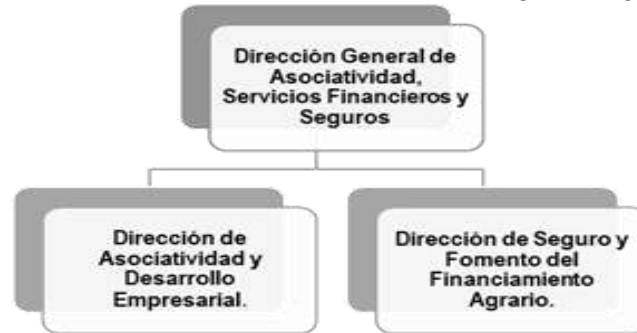 Dirección General de
Asociatividad,
Servicios Financieros y
Seguros
Dirección de
Asociatividad y
Desarrollo
Empresarial.
Dirección de Seguro y
Fomento del
Financiamiento
Agrario.